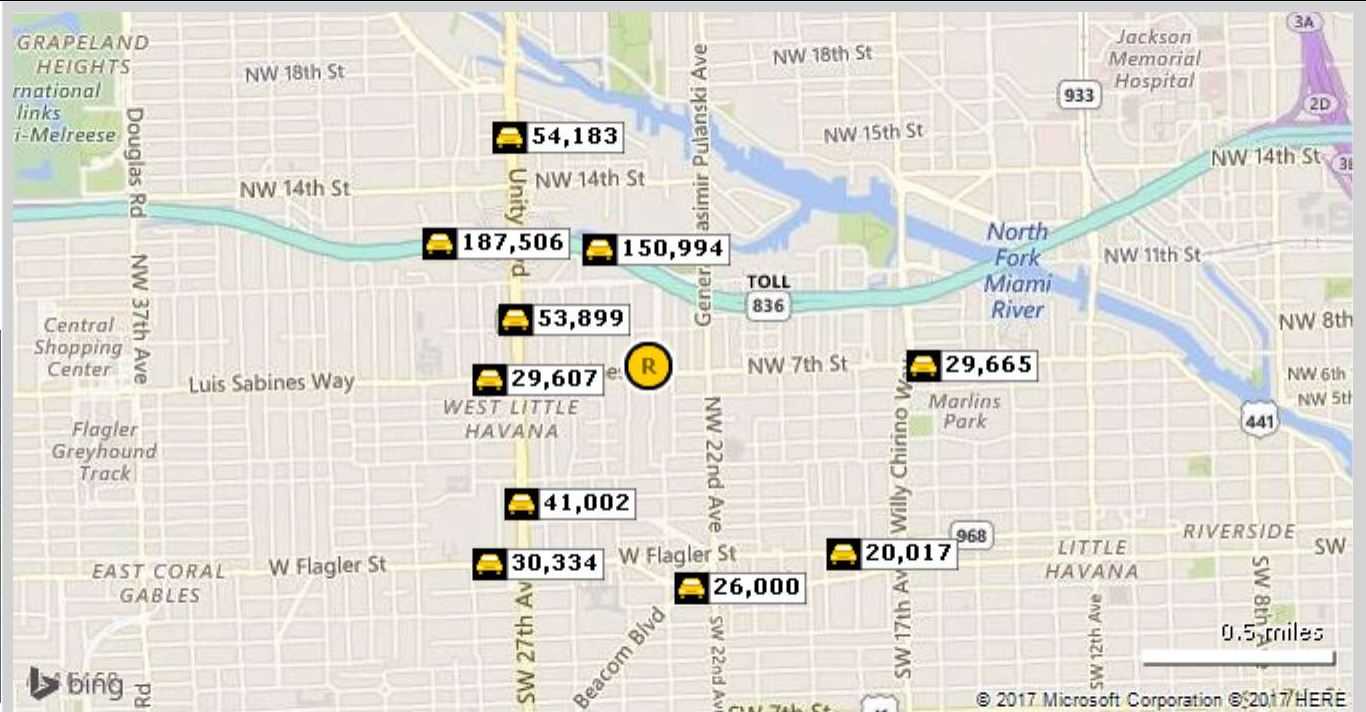 GRAPELAND
HEIGHTS
rnational
links
i-Melreese
NW 18th St
NW 18th St
Jackson
Memorial
Hospital
3A
933
2D
Douglas Rd
54,183
Unity
General
asimir Pulanski Ave
NW 15th St
NW 14th St
NW 14th St
NW 14th St
187,506
150,994
North
Fork
Miami
River
NW 11th St
TOLL
836
NW 37th Ave
Central
Shopping
Center
53,899
NW 8th
R
NW 7th St
29,665
29,607
Luis Sabines Way
NW 6th
NW 5th
WEST LITTLE
HAVANA
Marlins
Park
441
Flagler
Greyhound
Track
NW 22nd Ave
Willy Chirino W
41,002
968
RIVERSIDE
SW
W Flagler St
30,334
W Flagler St
20,017
LITTLE
HAVANA
EAST CORAL
GABLES
26,000
SW 27th Av
Beacom Blvd
SW 22nd Av
SW 17th Ave
SW 12th Ave
SW 8th
0.5 miles
bing
Rd
SW 7th St
© 2017 Microsoft Corporation © 2017 HERE